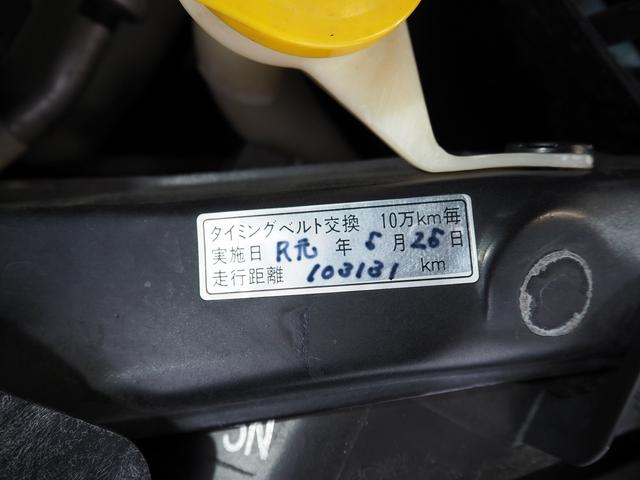 タイミングベルト交換 10万km毎
実施日 R元 年 5 月 25 日
走行距離 103131 km